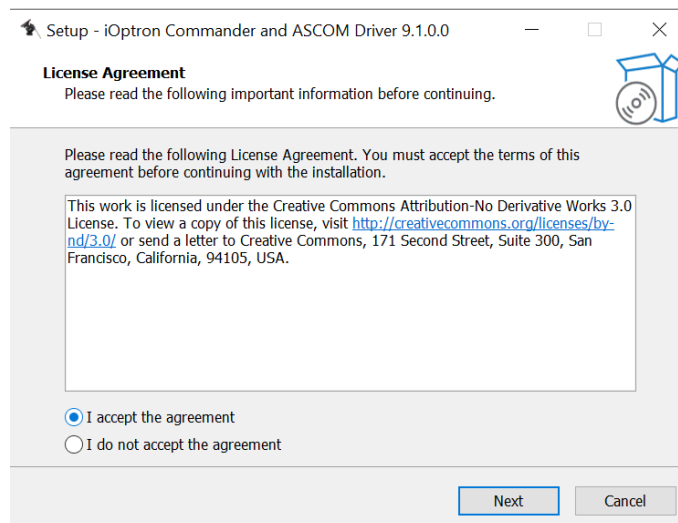 Setup - iOptron Commander and ASCOM Driver 9.1.0.0
License Agreement
Please read the following important information before continuing.
Please read the following License Agreement. You must accept the terms of this
agreement before continuing with the installation.
This work is licensed under the Creative Commons Attribution-No Derivative Works 3.0
License. To view a copy of this license, visit http://creativecommons.org/licenses/by-
nd/3.0/ or send a letter to Creative Commons, 171 Second Street, Suite 300, San
Francisco, California, 94105, USA.
I accept the agreement
I do not accept the agreement
Next Cancel